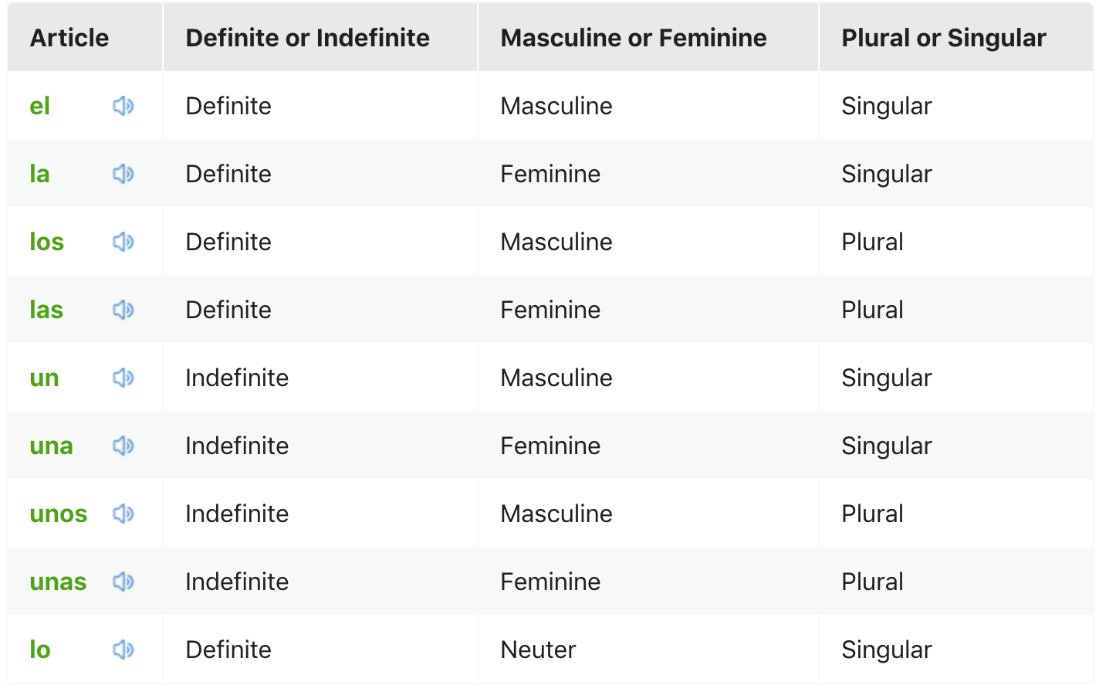 Article Definite or Indefinite Masculine or Feminine Plural or Singular
el Definite Masculine Singular
la Definite Feminine Singular
los Definite Masculine Plural
las Definite Feminine Plural
un Indefinite Masculine Singular
una Indefinite Feminine Singular
unos Indefinite Masculine Plural
unas Indefinite Feminine Plural
lo Definite Neuter Singular